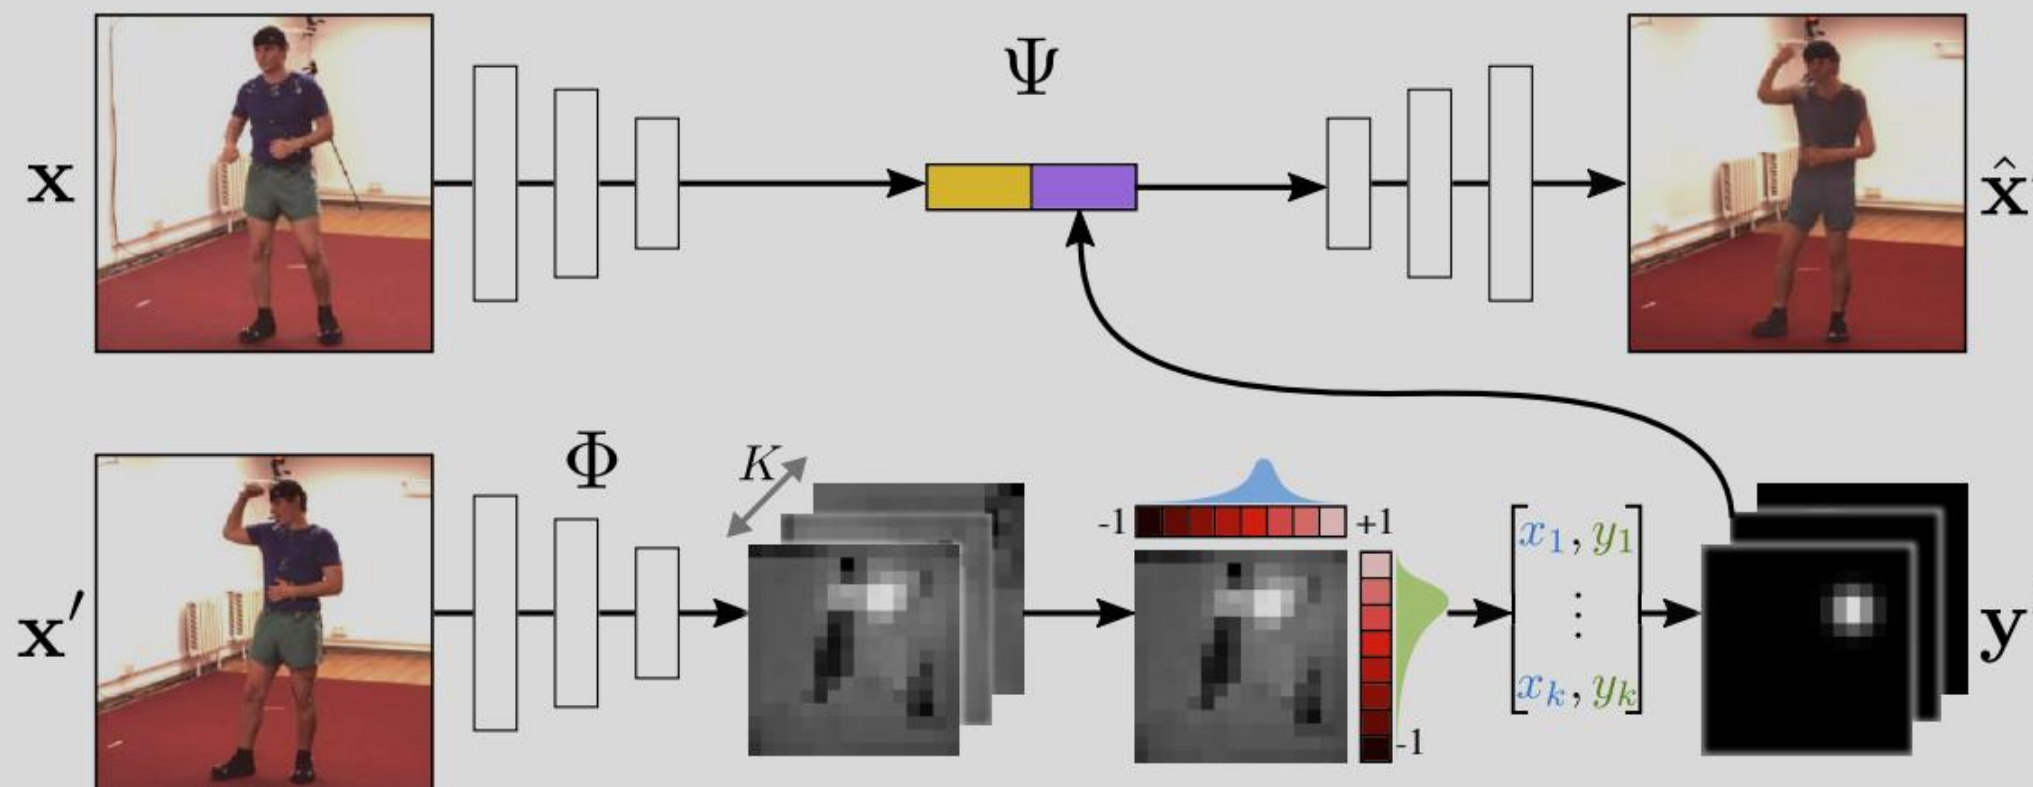 Ψ
x
x̂′
Φ
K
-1
+1
x₁, y₁
⋮
x′
y
xₖ, yₖ
-1